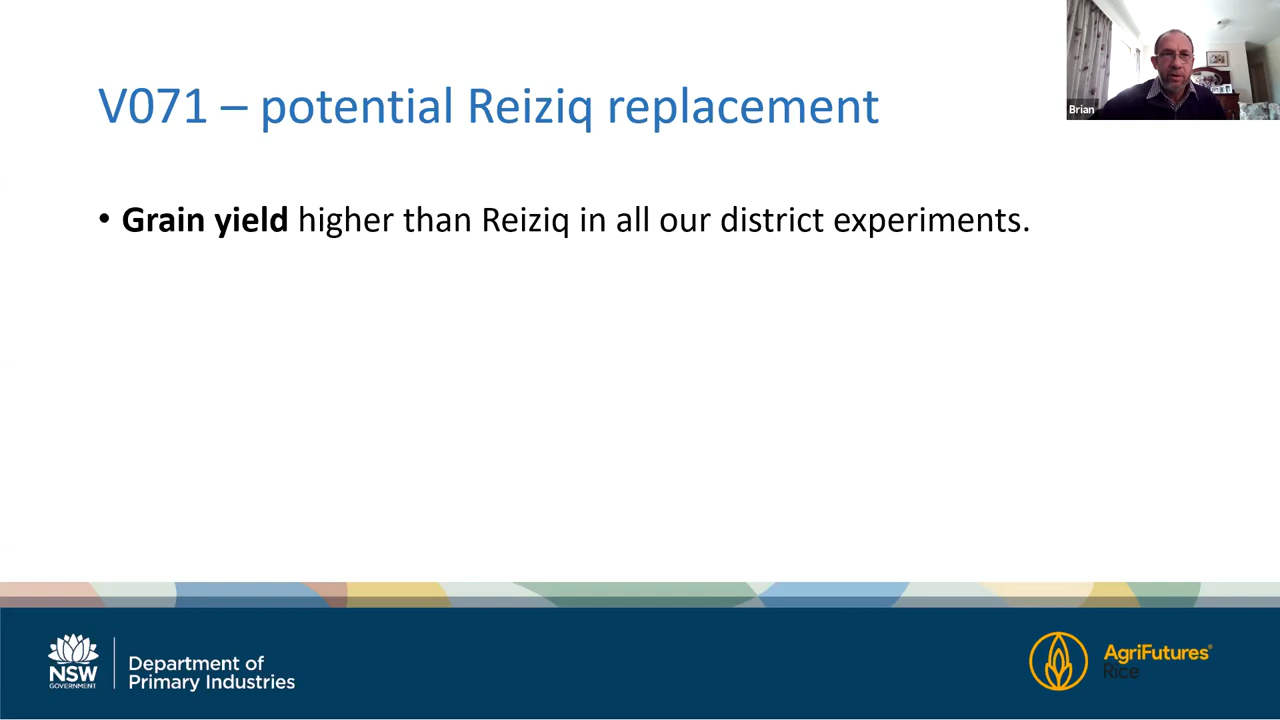 V071 – potential Reiziq replacement
Brian
• Grain yield higher than Reiziq in all our district experiments.
NSW
GOVERNMENT
Department of
Primary Industries
AgriFutures®
Rice